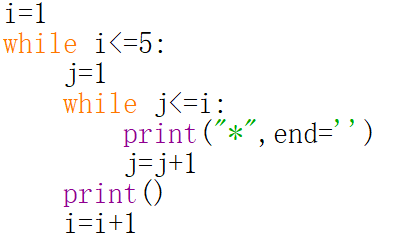 i=1
while i<=5:
    j=1
    while j<=i:
        print("*",end='')
        j=j+1
    print()
    i=i+1